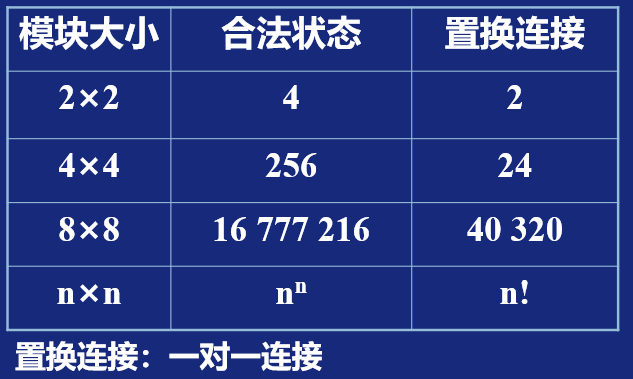 模块大小 合法状态 置换连接
2×2 4 2
4×4 256 24
8×8 16 777 216 40 320
n×n nⁿ n!
置换连接：一对一连接